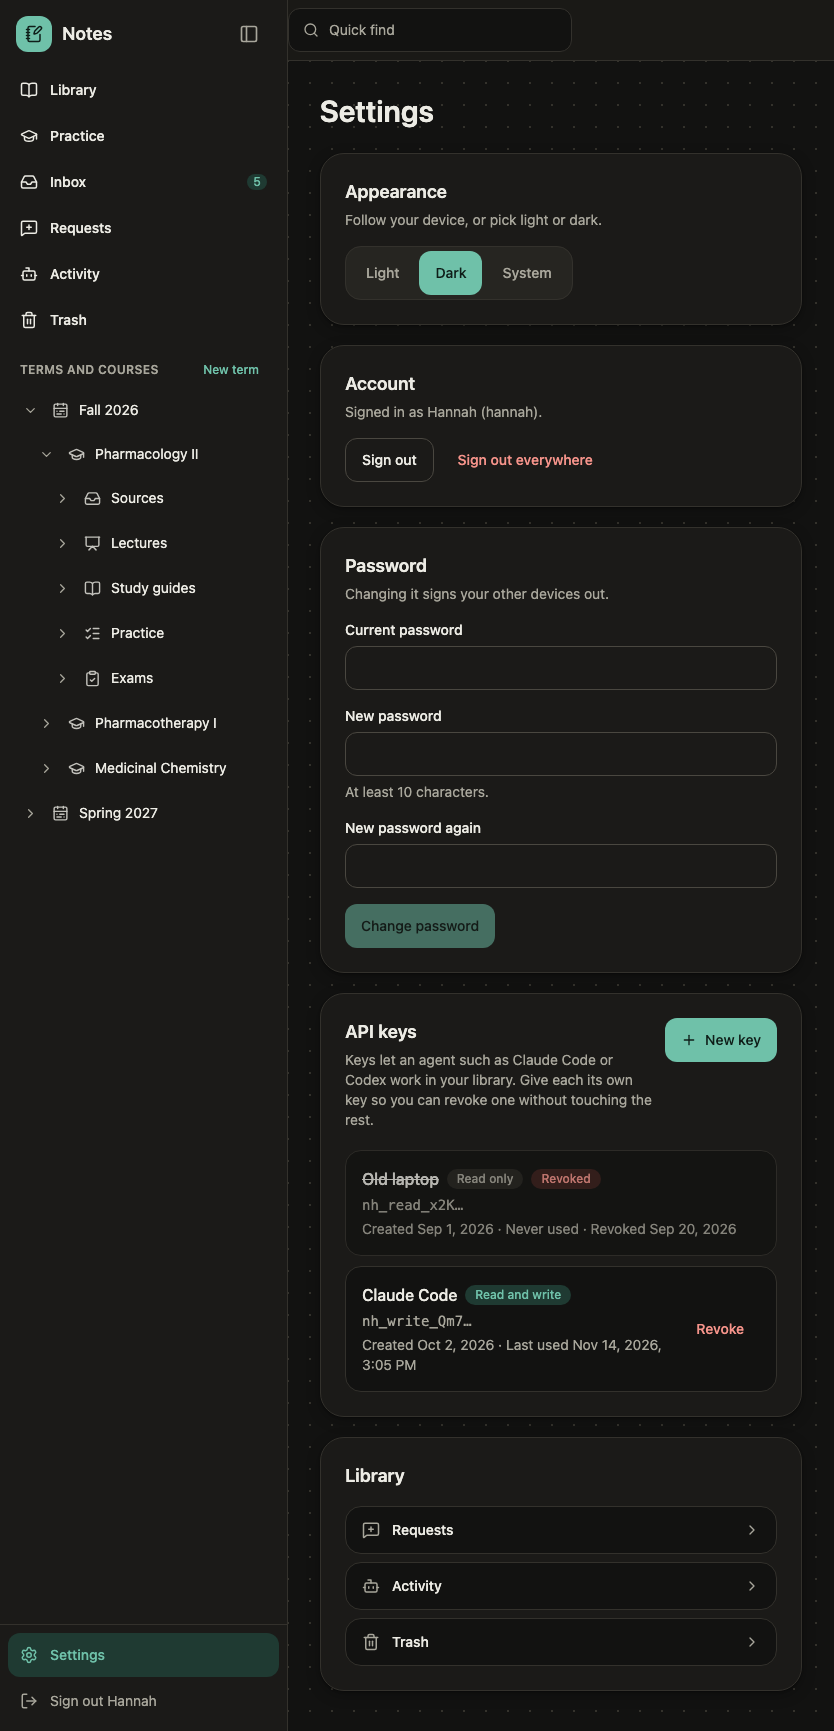 Notes
Library
Practice
Inbox 5
Requests
Activity
Trash
TERMS AND COURSES New term
Fall 2026
Pharmacology II
Sources
Lectures
Study guides
Practice
Exams
Pharmacotherapy I
Medicinal Chemistry
Spring 2027
Settings
Sign out Hannah
Quick find
Settings
Appearance
Follow your device, or pick light or dark.
Light Dark System
Account
Signed in as Hannah (hannah).
Sign out Sign out everywhere
Password
Changing it signs your other devices out.
Current password
New password
At least 10 characters.
New password again
Change password
API keys
New key
Keys let an agent such as Claude Code or
Codex work in your library. Give each its own
key so you can revoke one without touching the
rest.
Old laptop Read only Revoked
nh_read_x2K…
Created Sep 1, 2026 · Never used · Revoked Sep 20, 2026
Claude Code Read and write
nh_write_Qm7…
Revoke
Created Oct 2, 2026 · Last used Nov 14, 2026,
3:05 PM
Library
Requests
Activity
Trash